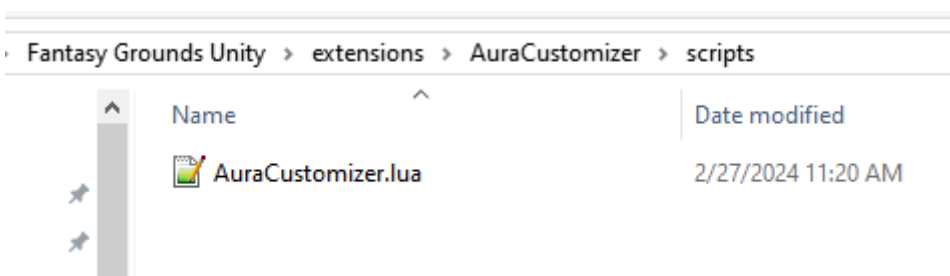 Fantasy Grounds Unity > extensions > AuraCustomizer > scripts
Name Date modified
AuraCustomizer.lua 2/27/2024 11:20 AM